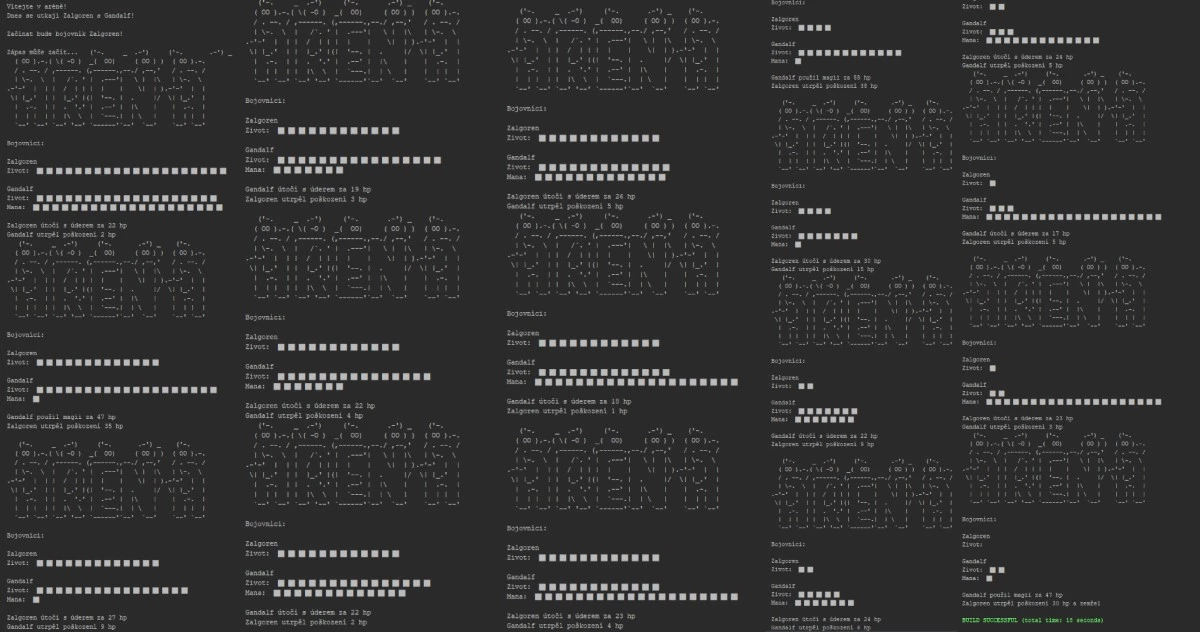 Vítejte v aréně!
Dnes se utkají Zalgoren s Gandalf!
Začínat bude bojovník Zalgoren!
Zápas může začít...
Bojovníci:
Zalgoren
Život:
Gandalf
Život:
Mana:
Zalgoren útočí s úderem za 22 hp
Gandalf utrpěl poškození 2 hp
Bojovníci:
Zalgoren
Život:
Gandalf
Život:
Mana:
Gandalf použil magii za 47 hp
Zalgoren utrpěl poškození 35 hp
Bojovníci:
Zalgoren
Život:
Gandalf
Život:
Mana:
Zalgoren útočí s úderem za 27 hp
Gandalf utrpěl poškození 9 hp
Bojovníci:
Zalgoren
Život:
Gandalf
Život:
Mana:
Gandalf útočí s úderem za 19 hp
Zalgoren utrpěl poškození 3 hp
Bojovníci:
Zalgoren
Život:
Gandalf
Život:
Mana:
Zalgoren útočí s úderem za 22 hp
Gandalf utrpěl poškození 4 hp
Bojovníci:
Zalgoren
Život:
Gandalf
Život:
Mana:
Gandalf útočí s úderem za 22 hp
Zalgoren utrpěl poškození 2 hp
Bojovníci:
Zalgoren
Život:
Gandalf
Život:
Mana:
Zalgoren útočí s úderem za 26 hp
Gandalf utrpěl poškození 5 hp
Bojovníci:
Zalgoren
Život:
Gandalf
Život:
Mana:
Gandalf útočí s úderem za 10 hp
Zalgoren utrpěl poškození 1 hp
Bojovníci:
Zalgoren
Život:
Gandalf
Život:
Mana:
Zalgoren útočí s úderem za 23 hp
Gandalf utrpěl poškození 4 hp
Bojovníci:
Zalgoren
Život:
Gandalf
Život:
Mana:
Gandalf použil magii za 55 hp
Zalgoren utrpěl poškození hp
Bojovníci:
Zalgoren
Život:
Gandalf
Život:
Mana:
Zalgoren útočí s úderem za 30 hp
Gandalf utrpěl poškození 15 hp
Bojovníci:
Zalgoren
Život:
Gandalf
Život:
Mana:
Gandalf útočí s úderem za 22 hp
Zalgoren utrpěl poškození 9 hp
Bojovníci:
Zalgoren
Život:
Gandalf
Život:
Mana:
Zalgoren útočí s úderem za 24 hp
Gandalf utrpěl poškození hp
Život:
Gandalf
Život:
Mana:
Zalgoren útočí s úderem za 24 hp
Gandalf utrpěl poškození hp
Bojovníci:
Zalgoren
Život:
Gandalf
Život:
Mana:
Gandalf útočí s úderem za 17 hp
Zalgoren utrpěl poškození 5 hp
Bojovníci:
Zalgoren
Život:
Gandalf
Život:
Mana:
Zalgoren útočí s úderem za 23 hp
Gandalf utrpěl poškození hp
Bojovníci:
Zalgoren
Život:
Gandalf
Život:
Mana:
Gandalf použil magii za 47 hp
Zalgoren utrpěl poškození hp a zemřel
BUILD SUCCESSFUL (total time: 18 seconds)